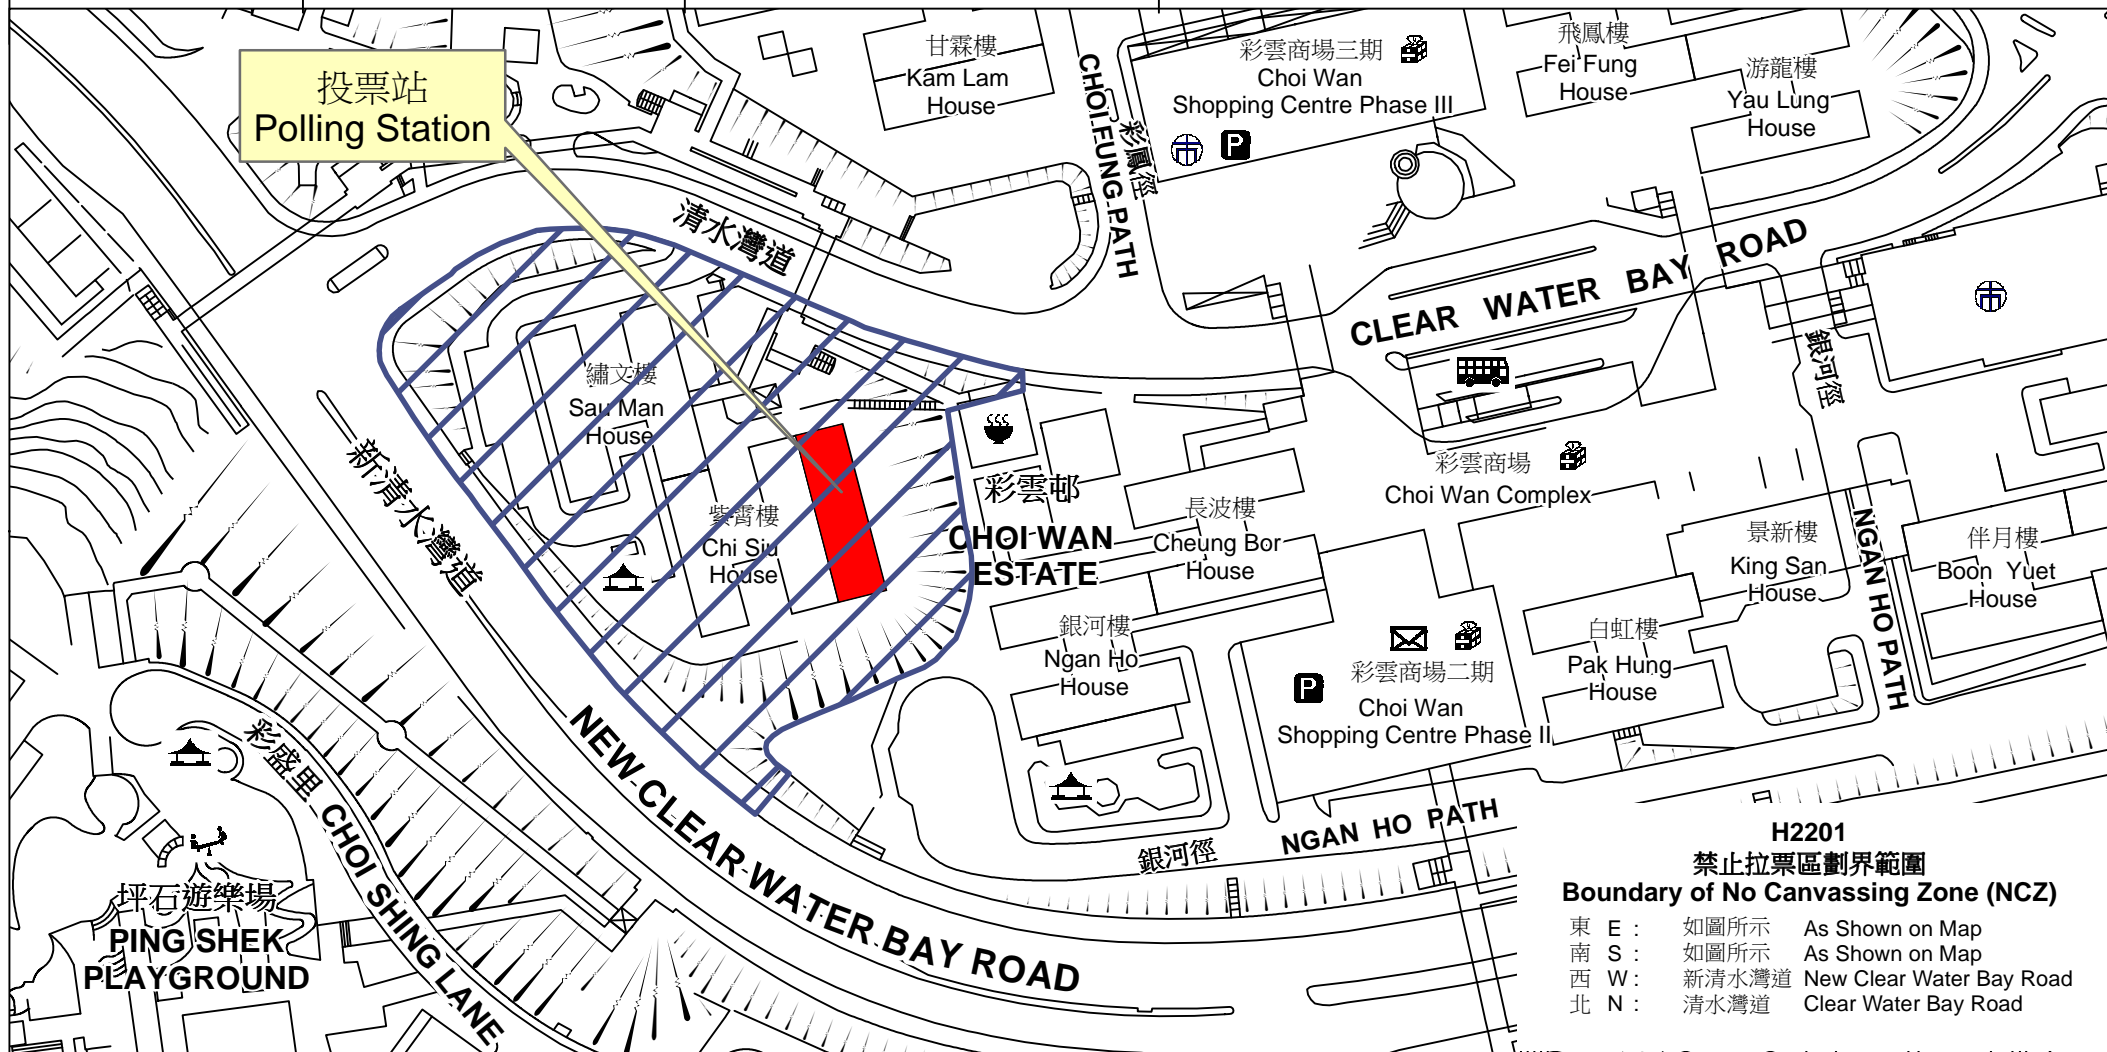 投票站
Polling Station
甘霖樓
Kam Lam
House
彩雲商場三期
Choi Wan
Shopping Centre Phase III
飛鳳樓
Fei Fung
House
游龍樓
Yau Lung
House
彩鳳徑
CHOI FUNG PATH
P
清水灣道
CLEAR WATER BAY ROAD
繡文樓
Sau Man
House
紫霄樓
Chi Siu
House
新清水灣道
NEW CLEAR WATER BAY ROAD
彩雲邨
CHOI WAN
ESTATE
長波樓
Cheung Bor
House
彩雲商場
Choi Wan Complex
銀河徑
NGAN HO PATH
景新樓
King San
House
伴月樓
Boon Yuet
House
銀河樓
Ngan Ho
House
白虹樓
Pak Hung
House
P
彩雲商場二期
Choi Wan
Shopping Centre Phase II
銀河徑 NGAN HO PATH
彩盛里 CHOI SHING LANE
坪石遊樂場
PING SHEK
PLAYGROUND
H2201
禁止拉票區劃界範圍
Boundary of No Canvassing Zone (NCZ)
東 E : 如圖所示 As Shown on Map
南 S : 如圖所示 As Shown on Map
西 W : 新清水灣道 New Clear Water Bay Road
北 N : 清水灣道 Clear Water Bay Road